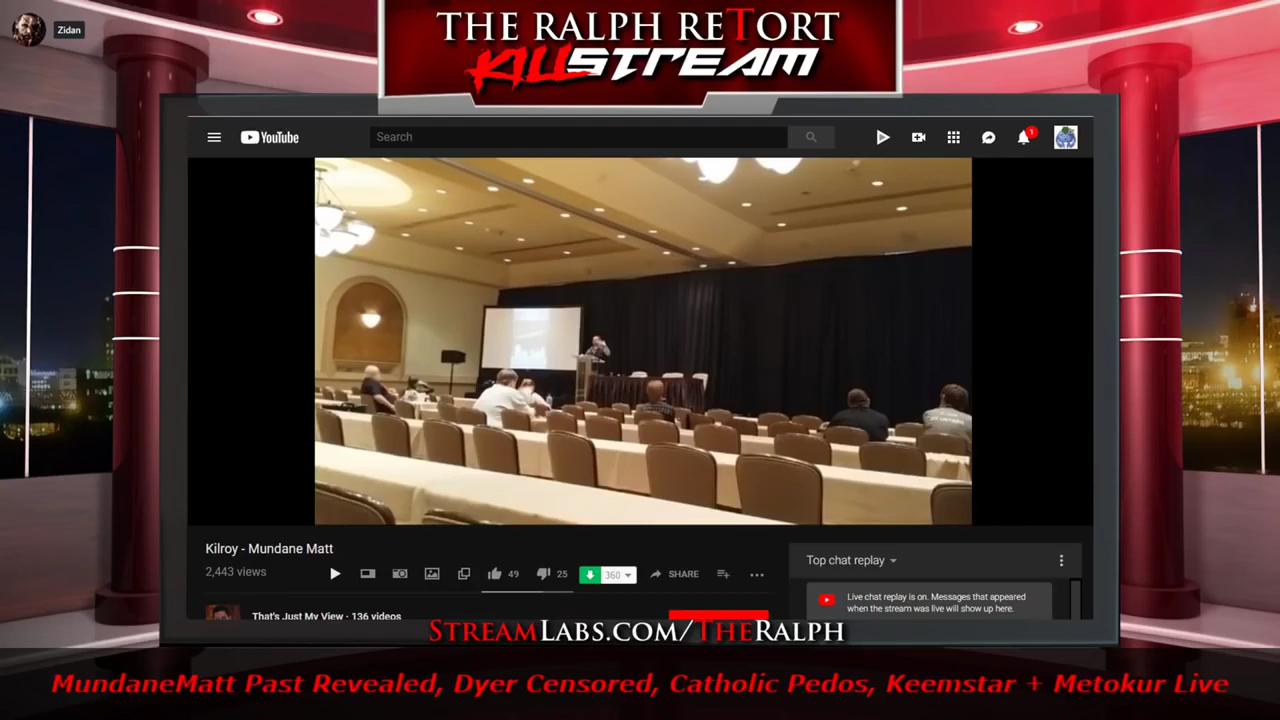 Zidan
THE RALPH RETORT
KILLSTREAM
YouTube
Search
1
Kilroy - Mundane Matt
2,443 views
49
25
360
SHARE
Top chat replay
Live chat replay is on. Messages that appeared
when the stream was live will show up here.
That's Just My View · 136 videos
STREAMLABS.COM/THERALPH
MundaneMatt Past Revealed, Dyer Censored, Catholic Pedos, Keemstar + Metokur Live